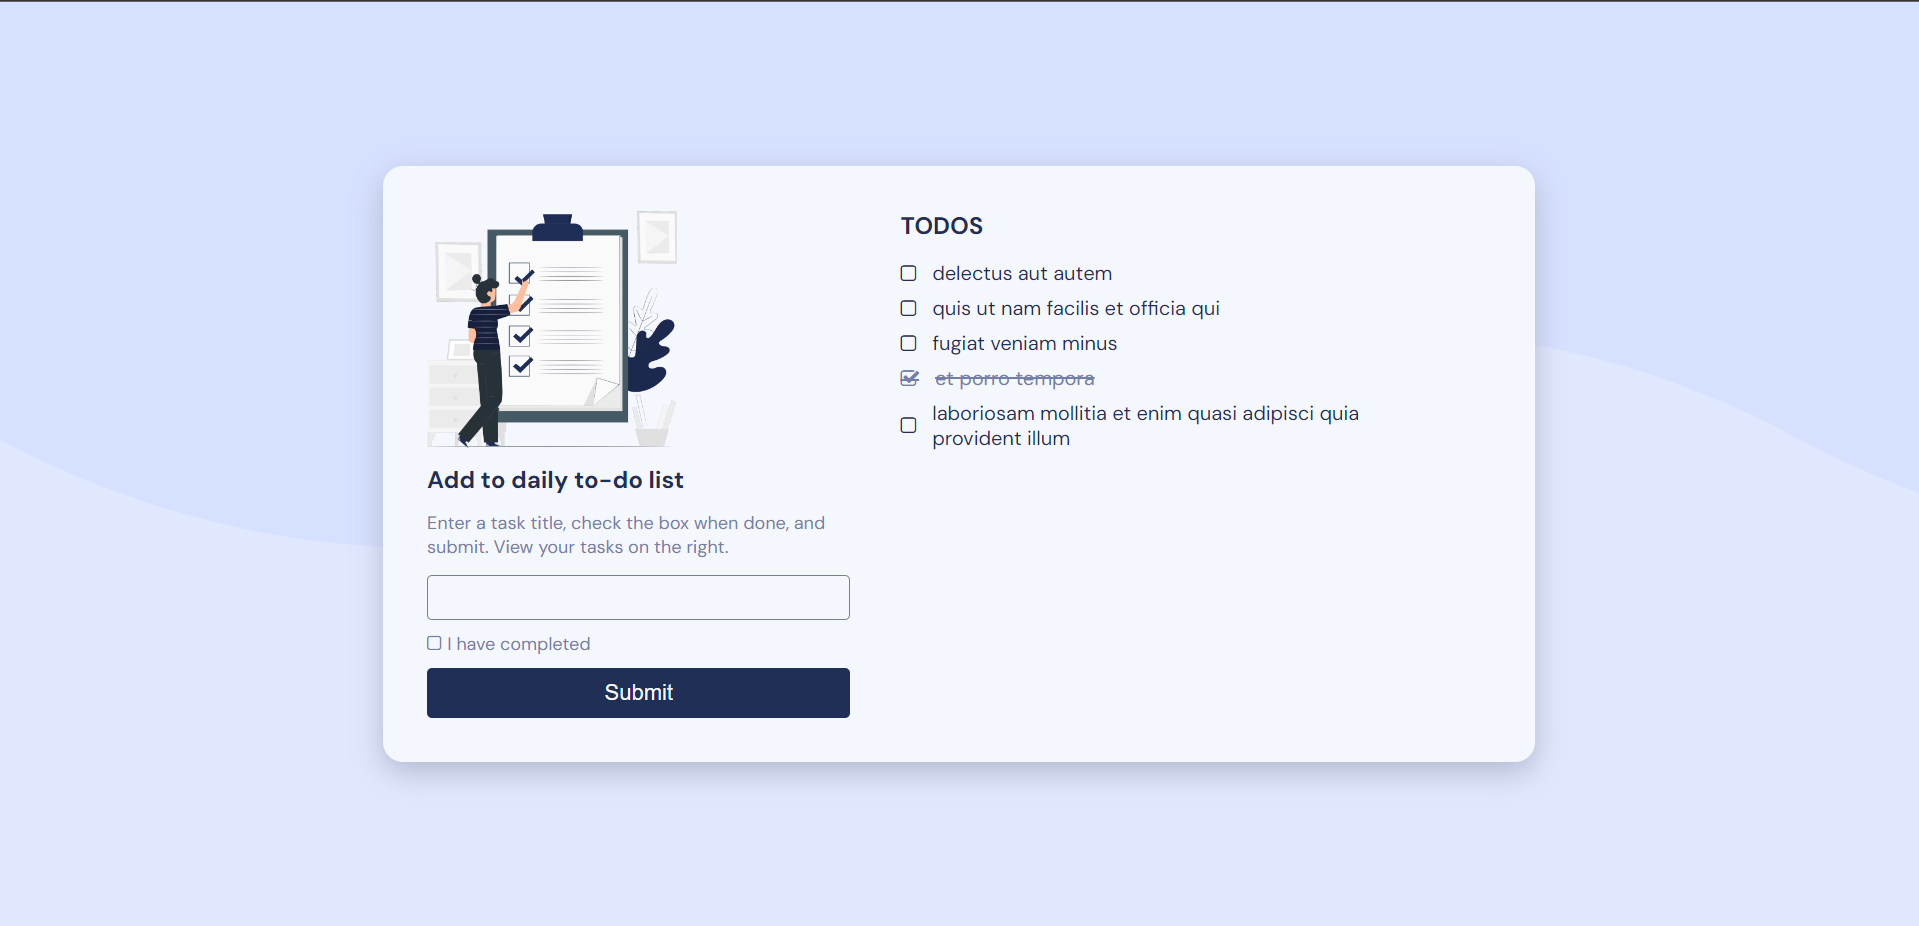 Add to daily to-do list
Enter a task title, check the box when done, and
submit. View your tasks on the right.
I have completed
Submit
TODOS
delectus aut autem
quis ut nam facilis et officia qui
fugiat veniam minus
et porro tempora
laboriosam mollitia et enim quasi adipisci quia
provident illum